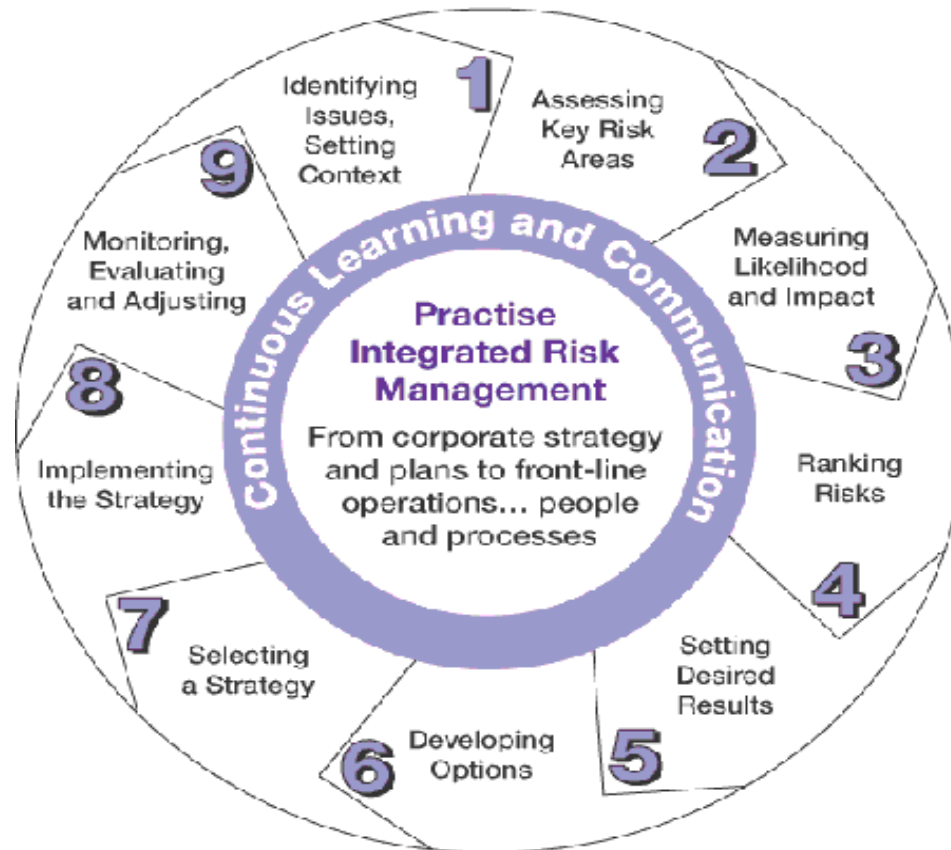 1
Identifying
Issues,
Setting
Context
2
Assessing
Key Risk
Areas
3
Measuring
Likelihood
and Impact
4
Ranking
Risks
5
Setting
Desired
Results
6
Developing
Options
7
Selecting
a Strategy
8
Implementing
the Strategy
9
Monitoring,
Evaluating
and Adjusting
Continuous Learning and Communication
Practise
Integrated Risk
Management
From corporate strategy
and plans to front-line
operations... people
and processes